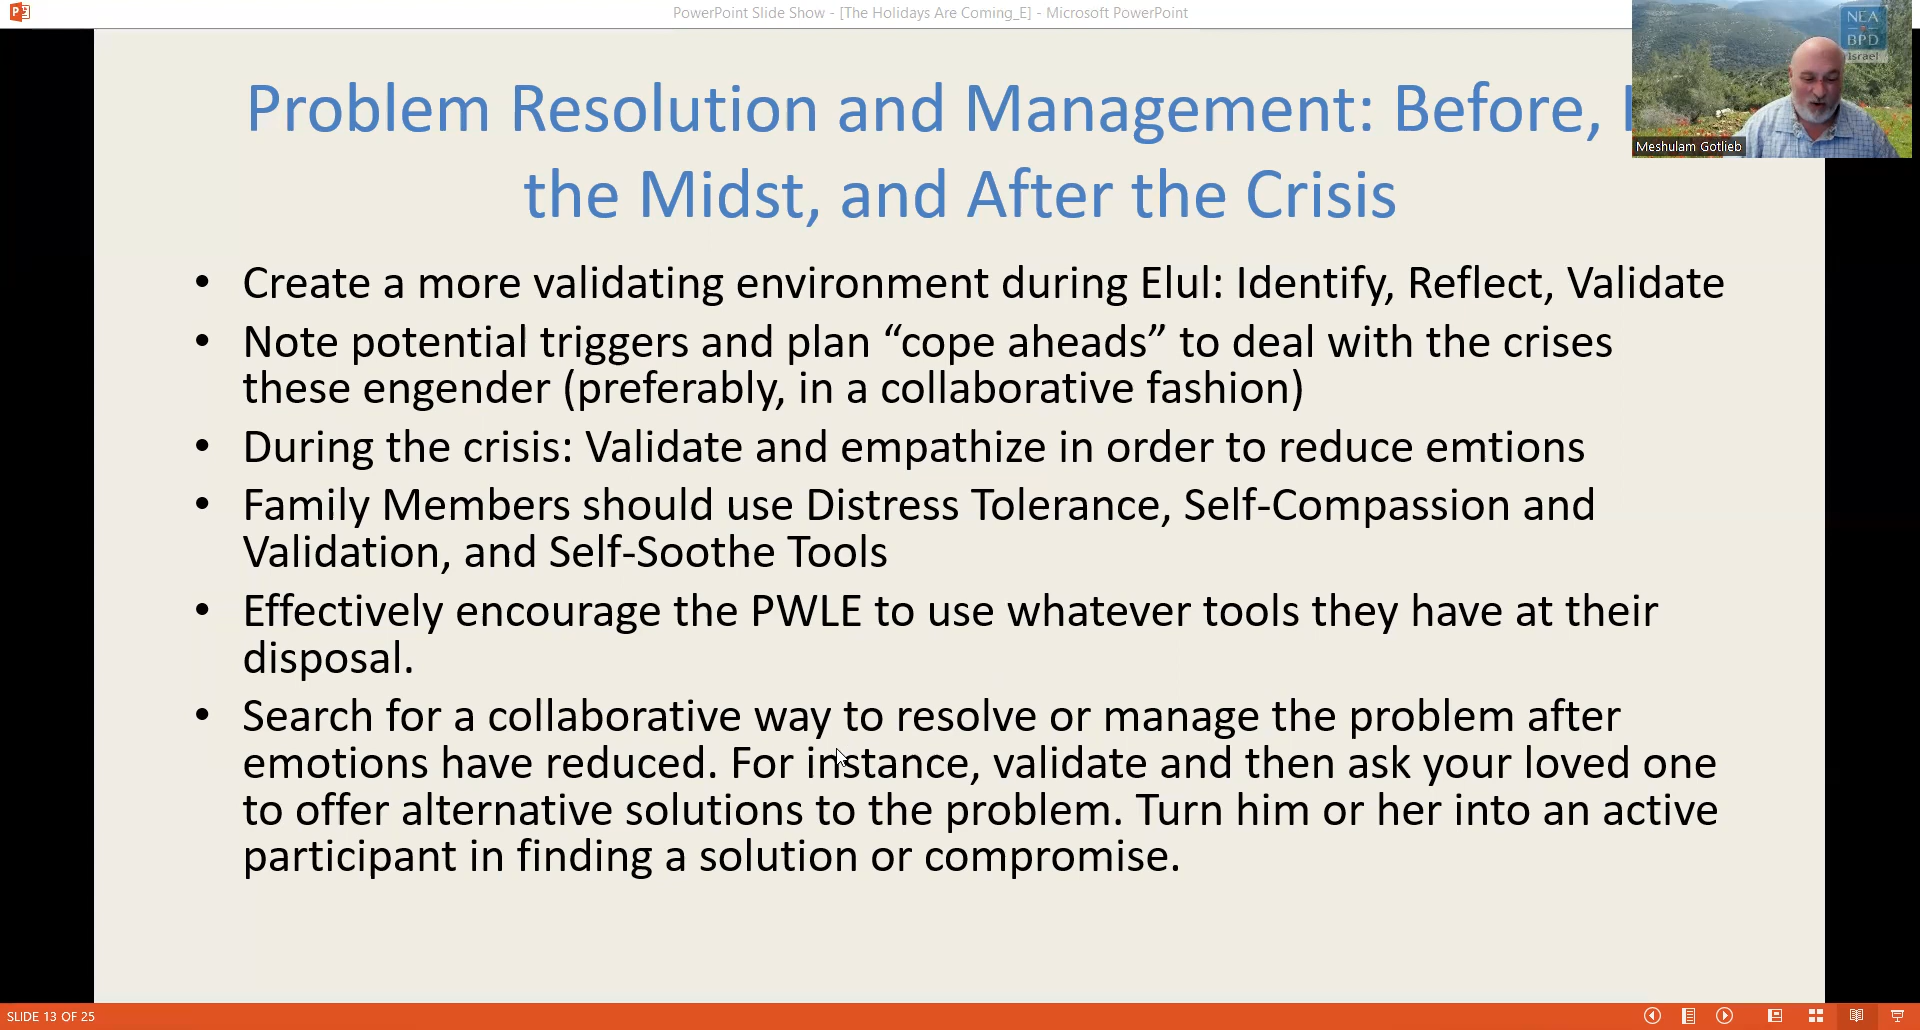 PowerPoint Slide Show - [The Holidays Are Coming_E] - Microsoft PowerPoint
NEA
BPD
Israel
Meshulam Gotlieb
Problem Resolution and Management: Before,
the Midst, and After the Crisis
• Create a more validating environment during Elul: Identify, Reflect, Validate
• Note potential triggers and plan “cope aheads” to deal with the crises
these engender (preferably, in a collaborative fashion)
• During the crisis: Validate and empathize in order to reduce emtions
• Family Members should use Distress Tolerance, Self-Compassion and
Validation, and Self-Soothe Tools
• Effectively encourage the PWLE to use whatever tools they have at their
disposal.
• Search for a collaborative way to resolve or manage the problem after
emotions have reduced. For instance, validate and then ask your loved one
to offer alternative solutions to the problem. Turn him or her into an active
participant in finding a solution or compromise.
SLIDE 13 OF 25